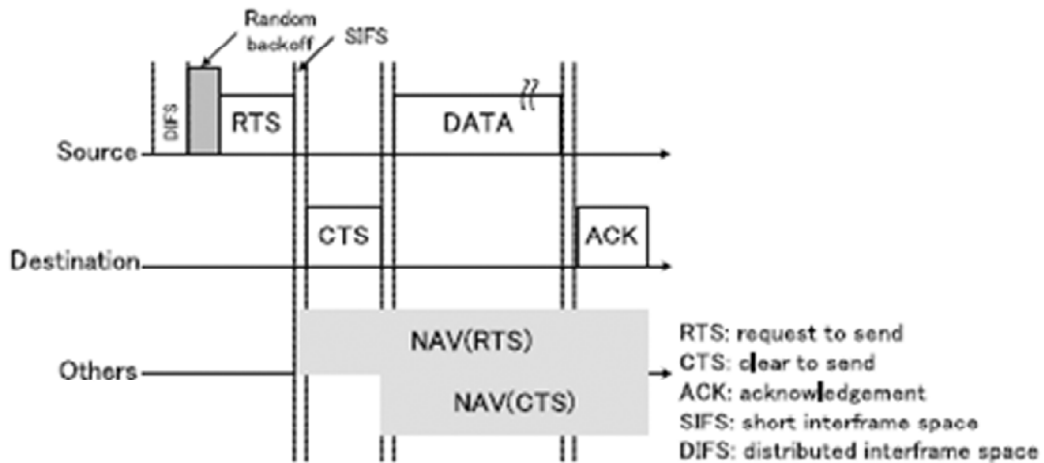 Random
backoff
SIFS
DIFS
RTS
DATA
Source
CTS
ACK
Destination
NAV(RTS)
Others
NAV(CTS)
RTS: request to send
CTS: clear to send
ACK: acknowledgement
SIFS: short interframe space
DIFS: distributed interframe space